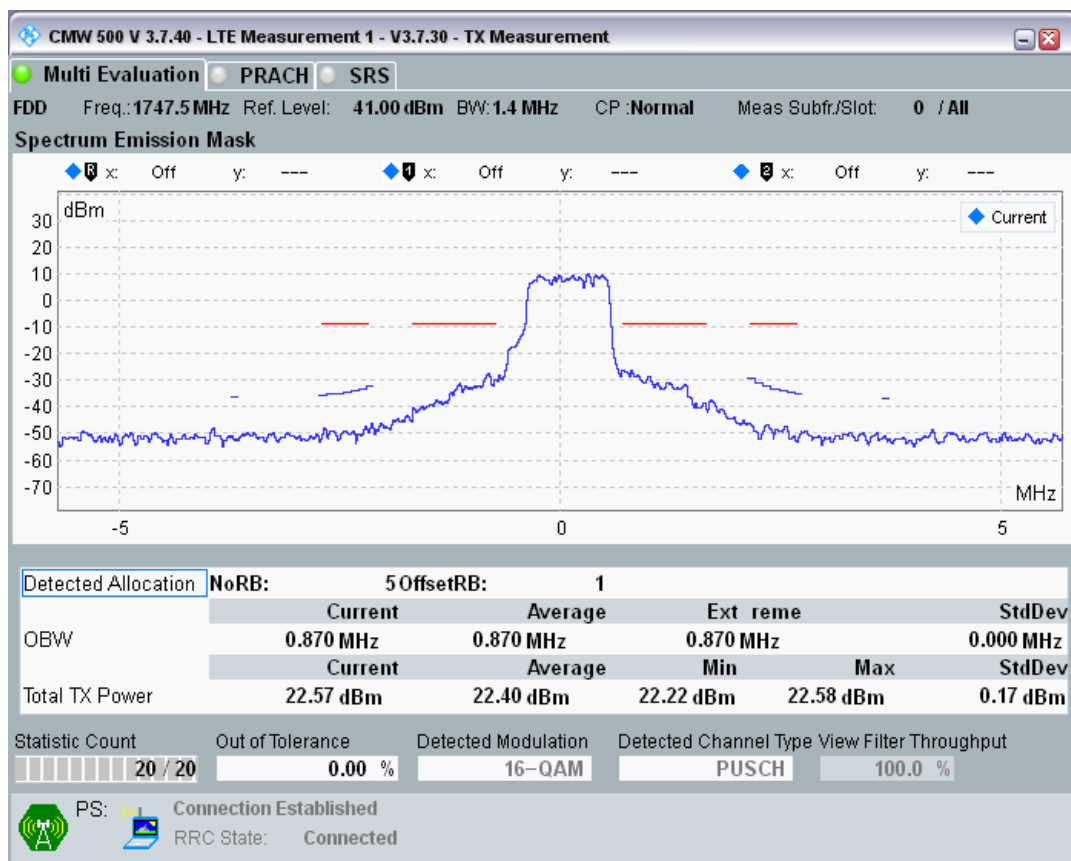 CMW 500 V 3.7.40 - LTE Measurement 1 - V3.7.30 - TX Measurement
Multi Evaluation PRACH SRS
FDD Freq.: 1747.5 MHz Ref. Level: 41.00 dBm BW: 1.4 MHz CP :Normal Meas Subfr./Slot: 0 / All
Spectrum Emission Mask
R x: Off y: --- 1 x: Off y: --- 2 x: Off y: ---
dBm
Current
30
20
10
0
-10
-20
-30
-40
-50
-60
-70
MHz
-5 0 5
Detected Allocation NoRB: 5 OffsetRB: 1
Current Average Ext reme StdDev
OBW 0.870 MHz 0.870 MHz 0.870 MHz 0.000 MHz
Current Average Min Max StdDev
Total TX Power 22.57 dBm 22.40 dBm 22.22 dBm 22.58 dBm 0.17 dBm
Statistic Count Out of Tolerance Detected Modulation Detected Channel Type View Filter Throughput
20 / 20 0.00 % 16-QAM PUSCH 100.0 %
PS: Connection Established
RRC State: Connected